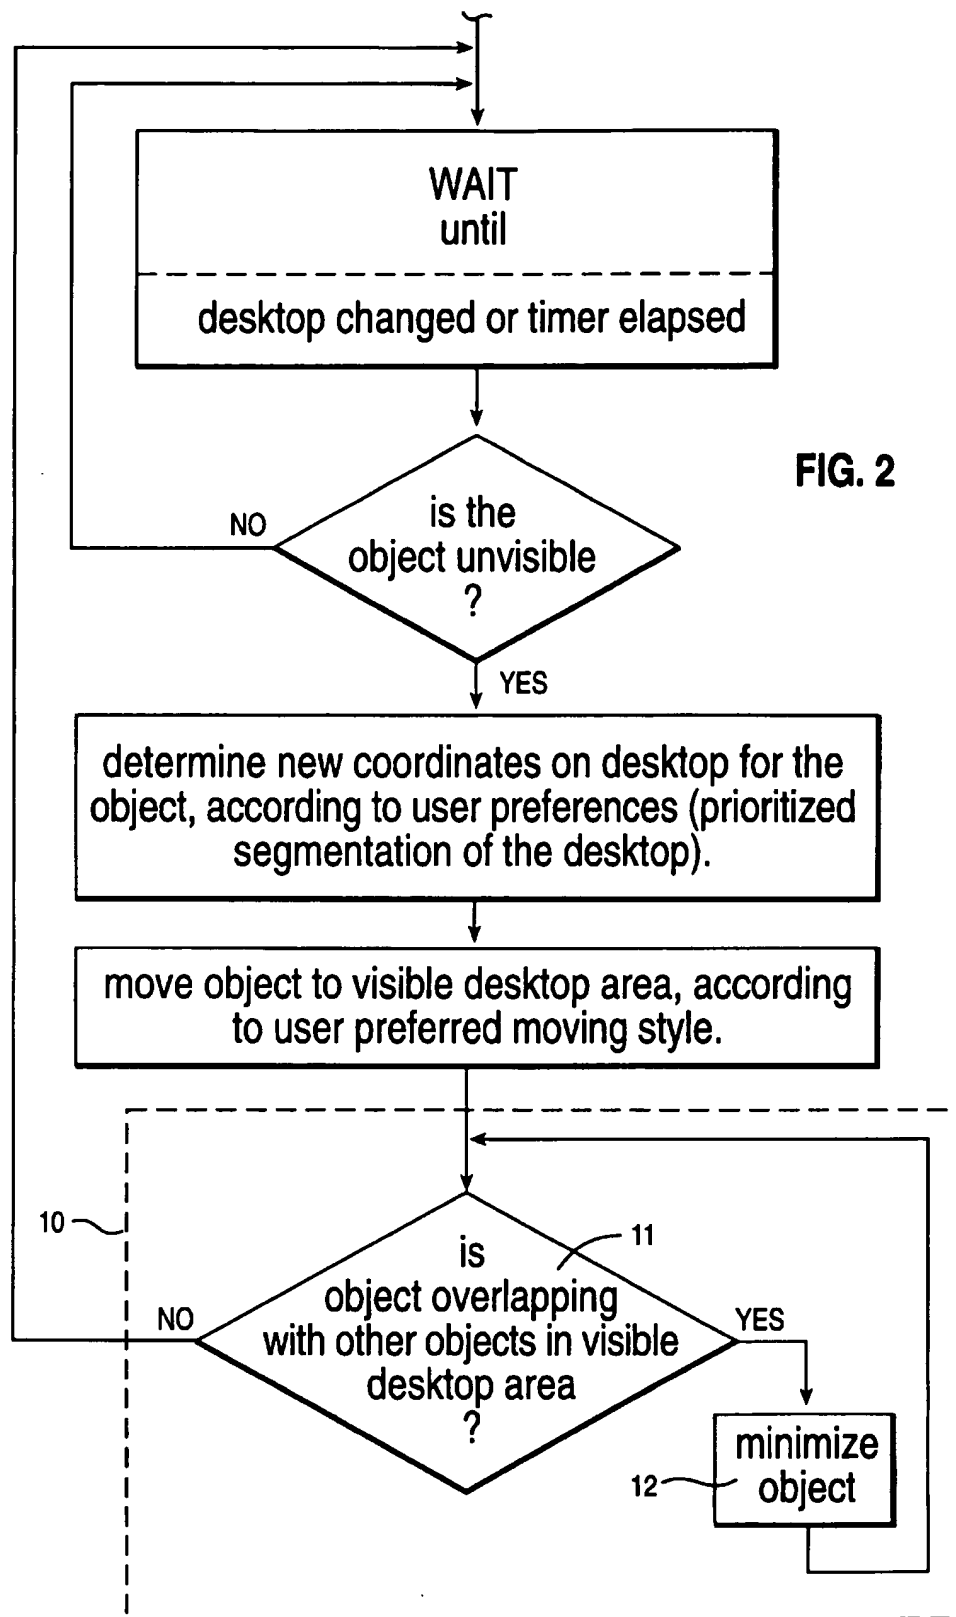 WAIT
until
desktop changed or timer elapsed
FIG. 2
is the
object unvisible
?
NO
YES
determine new coordinates on desktop for the
object, according to user preferences (prioritized
segmentation of the desktop).
move object to visible desktop area, according
to user preferred moving style.
10
11
is
object overlapping
with other objects in visible
desktop area
?
NO
YES
minimize
object
12